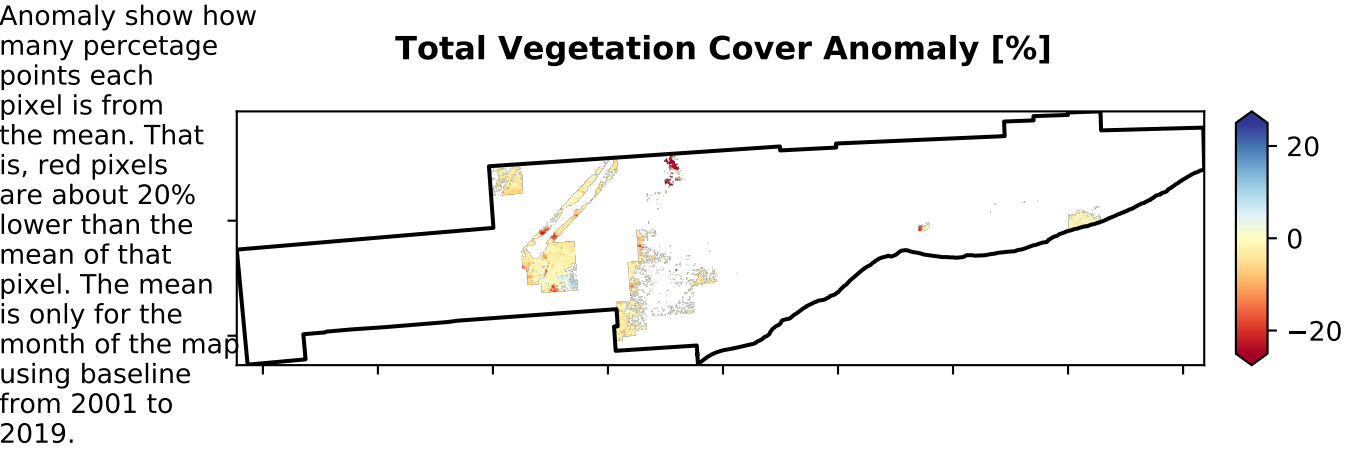 Anomaly show how
many percetage
points each
pixel is from
the mean. That
is, red pixels
are about 20%
lower than the
mean of that
pixel. The mean
is only for the
month of the map
using baseline
from 2001 to
2019.
Total Vegetation Cover Anomaly [%]
20
0
−20